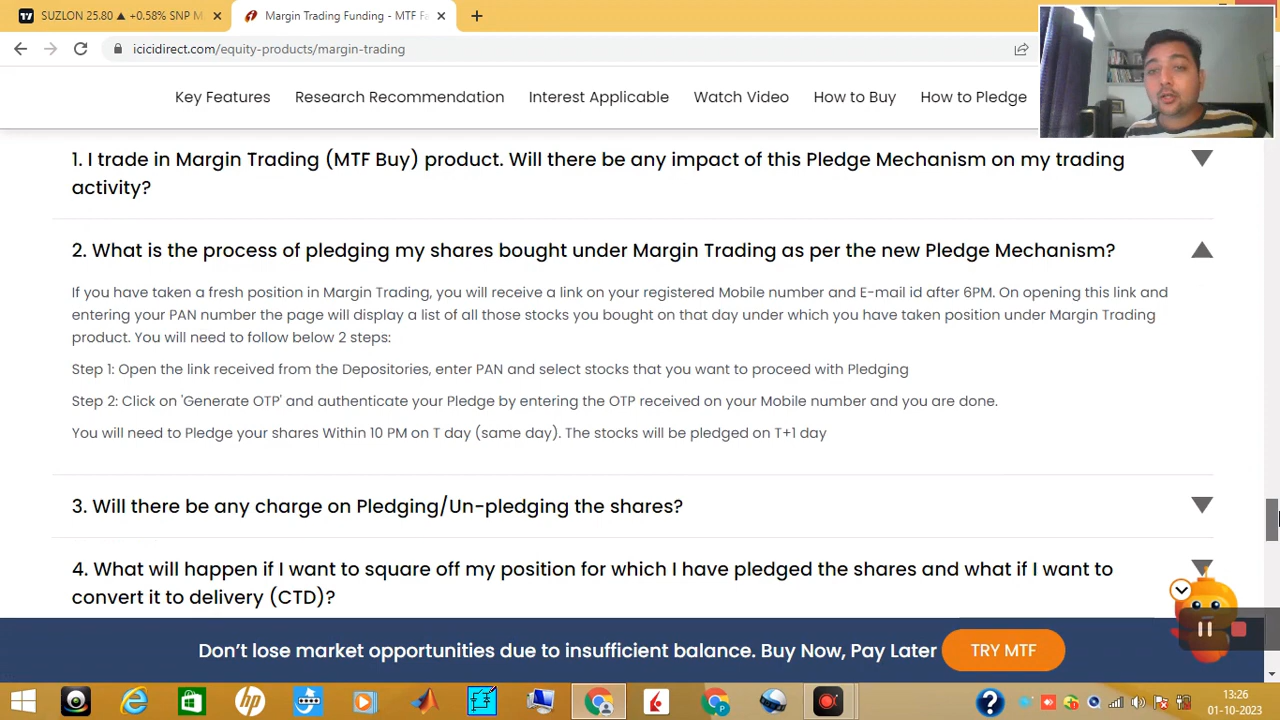 SUZLON 25.80 ▲ +0.58% SNP M
Margin Trading Funding - MTF Fa
icicidirect.com/equity-products/margin-trading
Key Features Research Recommendation Interest Applicable Watch Video How to Buy How to Pledge
1. I trade in Margin Trading (MTF Buy) product. Will there be any impact of this Pledge Mechanism on my trading
activity?
2. What is the process of pledging my shares bought under Margin Trading as per the new Pledge Mechanism?
If you have taken a fresh position in Margin Trading, you will receive a link on your registered Mobile number and E-mail id after 6PM. On opening this link and
entering your PAN number the page will display a list of all those stocks you bought on that day under which you have taken position under Margin Trading
product. You will need to follow below 2 steps:
Step 1: Open the link received from the Depositories, enter PAN and select stocks that you want to proceed with Pledging
Step 2: Click on 'Generate OTP' and authenticate your Pledge by entering the OTP received on your Mobile number and you are done.
You will need to Pledge your shares Within 10 PM on T day (same day). The stocks will be pledged on T+1 day
3. Will there be any charge on Pledging/Un-pledging the shares?
4. What will happen if I want to square off my position for which I have pledged the shares and what if I want to
convert it to delivery (CTD)?
Don't lose market opportunities due to insufficient balance. Buy Now, Pay Later TRY MTF
13:26
01-10-2023